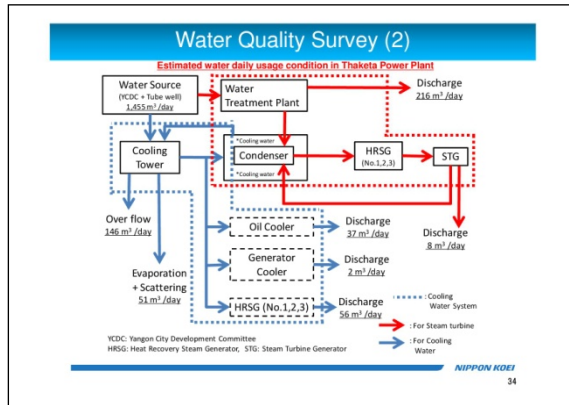 Water Quality Survey (2)
Estimated water daily usage condition in Thaketa Power Plant
Water Source
(YCDC + Tube well)
1,455 m³ /day
Water
Treatment Plant
Discharge
216 m³ /day
Cooling
Tower
*Cooling water
Condenser
*Cooling water
HRSG
(No.1,2,3)
STG
Over flow
146 m³ /day
Evaporation
+ Scattering
51 m³ /day
Oil Cooler
Discharge
37 m³ /day
Discharge
8 m³ /day
Generator
Cooler
Discharge
2 m³ /day
HRSG (No.1,2,3)
Discharge
56 m³ /day
: Cooling
Water System
: For Steam turbine
: For Cooling
Water
YCDC: Yangon City Development Committee
HRSG: Heat Recovery Steam Generator, STG: Steam Turbine Generator
NIPPON KOEI
34